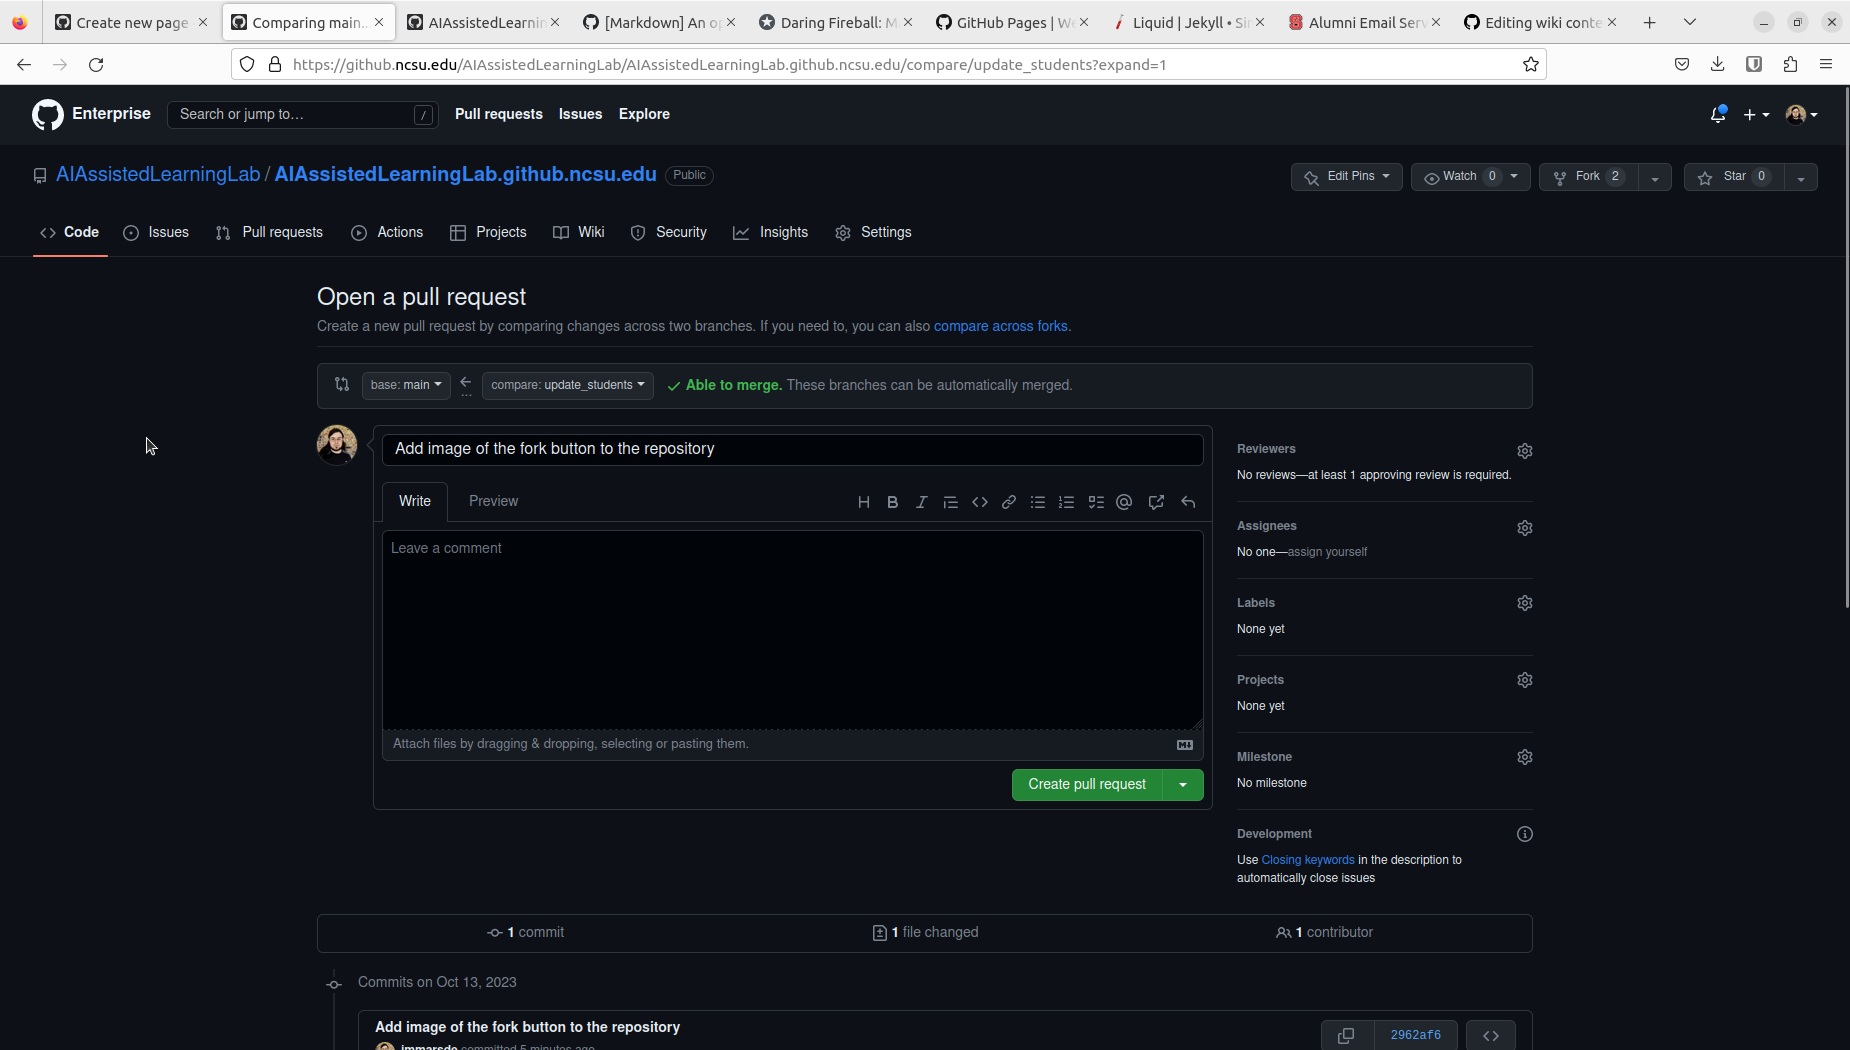 Create new page
Comparing main...
AIAssistedLearnin
[Markdown] An op
Daring Fireball: M
GitHub Pages | We
Liquid | Jekyll • Sim
Alumni Email Serv
Editing wiki conte
https://github.ncsu.edu/AIAssistedLearningLab/AIAssistedLearningLab.github.ncsu.edu/compare/update_students?expand=1
Enterprise
Search or jump to…
/
Pull requests
Issues
Explore
AIAssistedLearningLab / AIAssistedLearningLab.github.ncsu.edu
Public
Edit Pins
Watch 0
Fork 2
Star 0
Code
Issues
Pull requests
Actions
Projects
Wiki
Security
Insights
Settings
Open a pull request
Create a new pull request by comparing changes across two branches. If you need to, you can also compare across forks.
base: main
...
compare: update_students
Able to merge. These branches can be automatically merged.
Add image of the fork button to the repository
Write
Preview
Leave a comment
Attach files by dragging & dropping, selecting or pasting them.
Create pull request
Reviewers
No reviews—at least 1 approving review is required.
Assignees
No one—assign yourself
Labels
None yet
Projects
None yet
Milestone
No milestone
Development
Use Closing keywords in the description to
automatically close issues
1 commit
1 file changed
1 contributor
Commits on Oct 13, 2023
Add image of the fork button to the repository
2962af6
jmmarsde committed 5 minutes ago